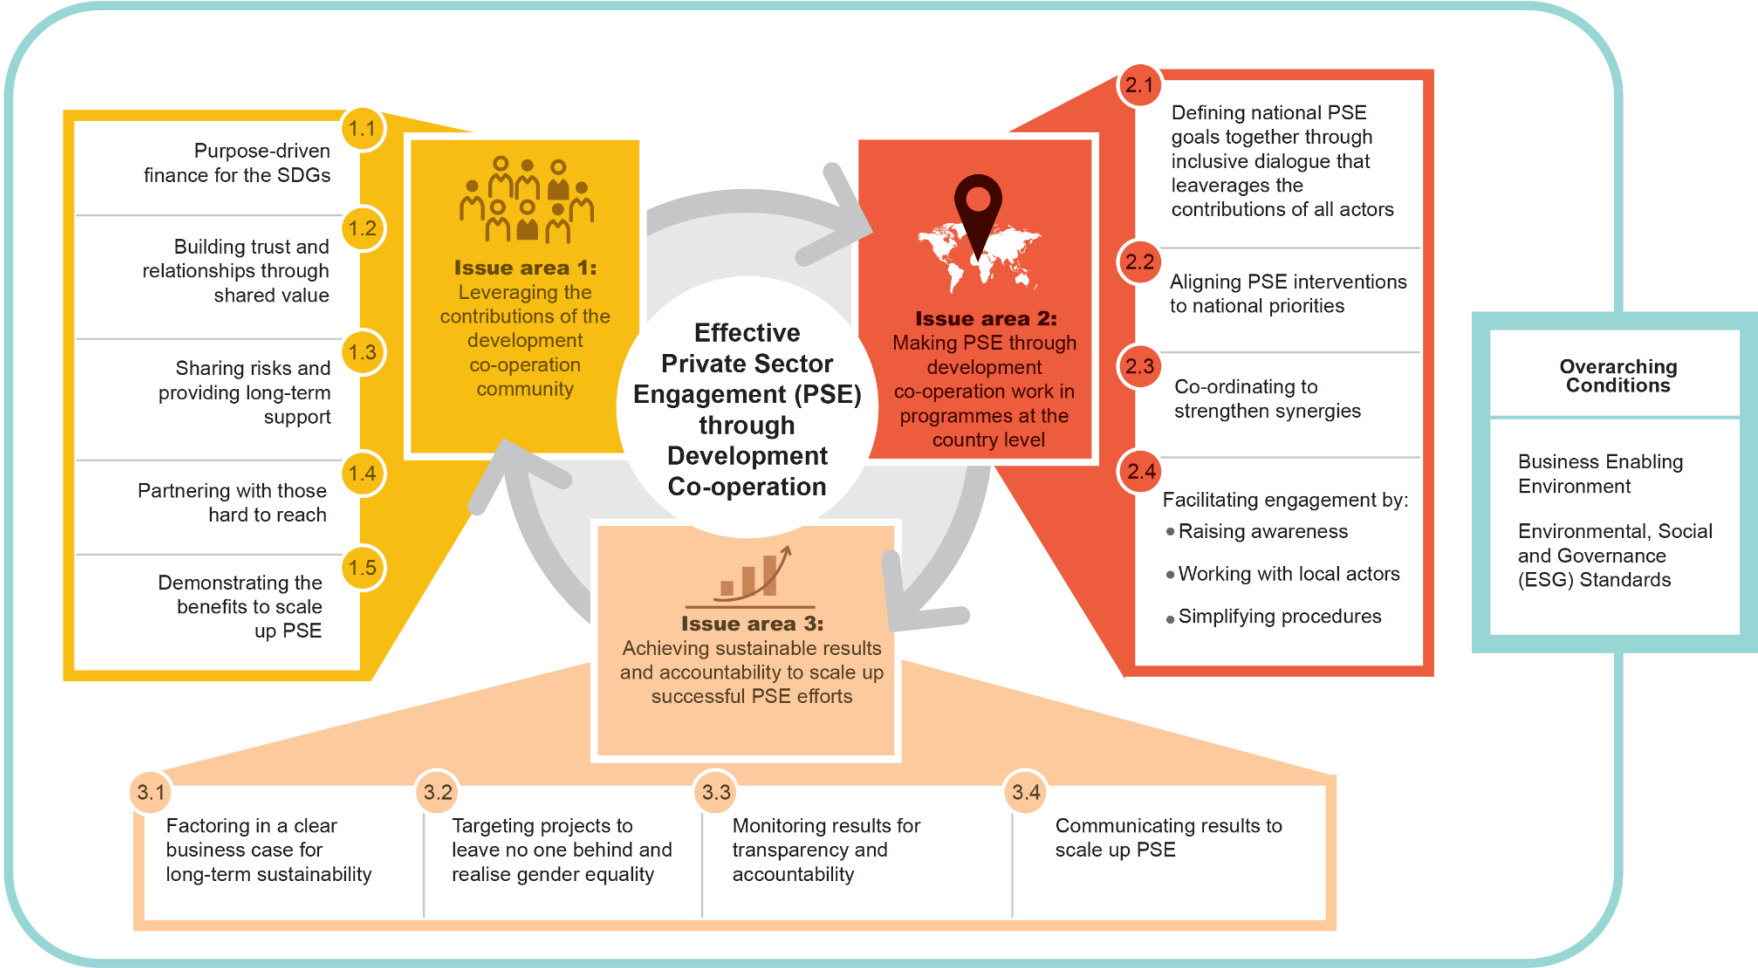 1.1
Purpose-driven
finance for the SDGs
1.2
Building trust and
relationships through
shared value
1.3
Sharing risks and
providing long-term
support
1.4
Partnering with those
hard to reach
1.5
Demonstrating the
benefits to scale
up PSE
Issue area 1:
Leveraging the
contributions of the
development
co-operation
community
Effective
Private Sector
Engagement (PSE)
through
Development
Co-operation
Issue area 2:
Making PSE through
development
co-operation work in
programmes at the
country level
2.1
Defining national PSE
goals together through
inclusive dialogue that
leaverages the
contributions of all actors
2.2
Aligning PSE interventions
to national priorities
2.3
Co-ordinating to
strengthen synergies
2.4
Facilitating engagement by:
• Raising awareness
• Working with local actors
• Simplifying procedures
Issue area 3:
Achieving sustainable results
and accountability to scale up
successful PSE efforts
3.1
Factoring in a clear
business case for
long-term sustainability
3.2
Targeting projects to
leave no one behind and
realise gender equality
3.3
Monitoring results for
transparency and
accountability
3.4
Communicating results to
scale up PSE
Overarching
Conditions
Business Enabling
Environment
Environmental, Social
and Governance
(ESG) Standards